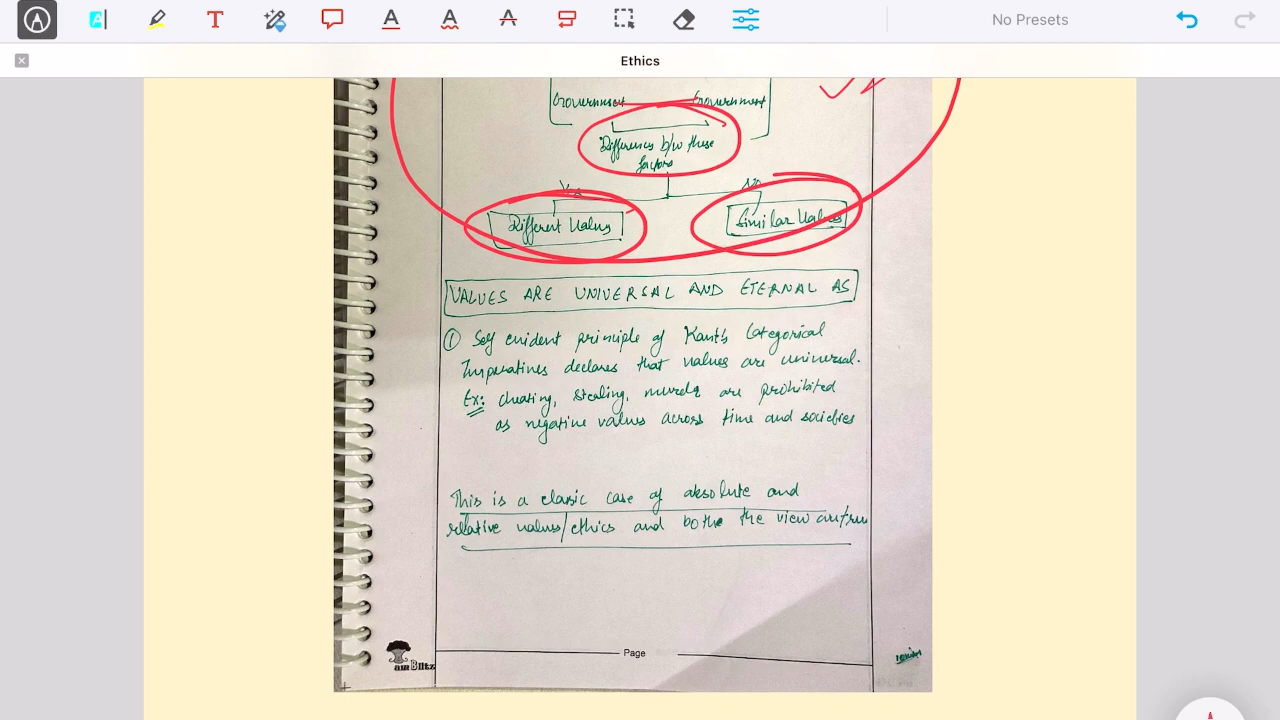 No Presets
Ethics
Government Government
Difference b/w these
factors
Yes No
Different Values Similar Values
VALUES ARE UNIVERSAL AND ETERNAL AS
① Self evident principle of Kant's Categorical
Imperatives declares that values are universal.
Ex: cheating, stealing, murder are prohibited
as negative values across time and societies
This is a classic case of absolute and
relative values/ethics and both the view are true
Page